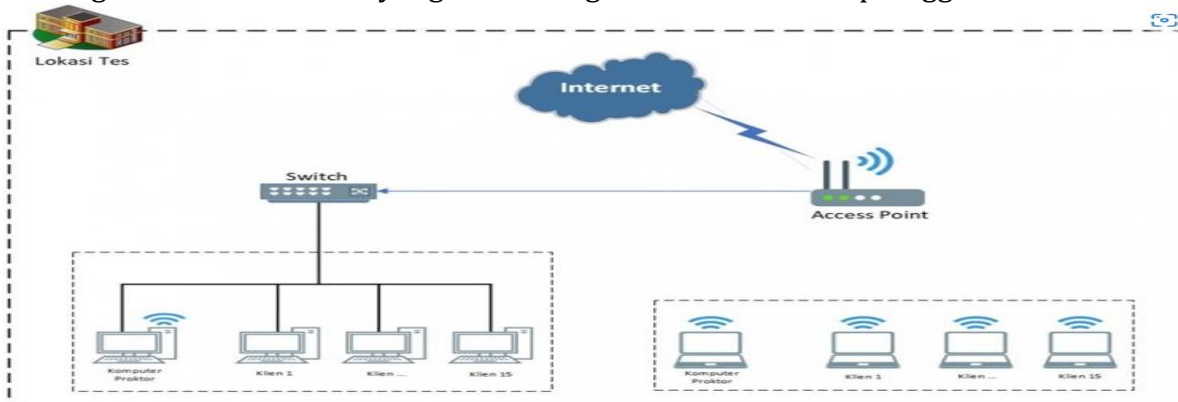 Lokasi Tes
Internet
Switch
Access Point
Komputer
Proktor
Klien 1
Klien ...
Klien 15
Komputer
Proktor
Klien 1
Klien ...
Klien 15